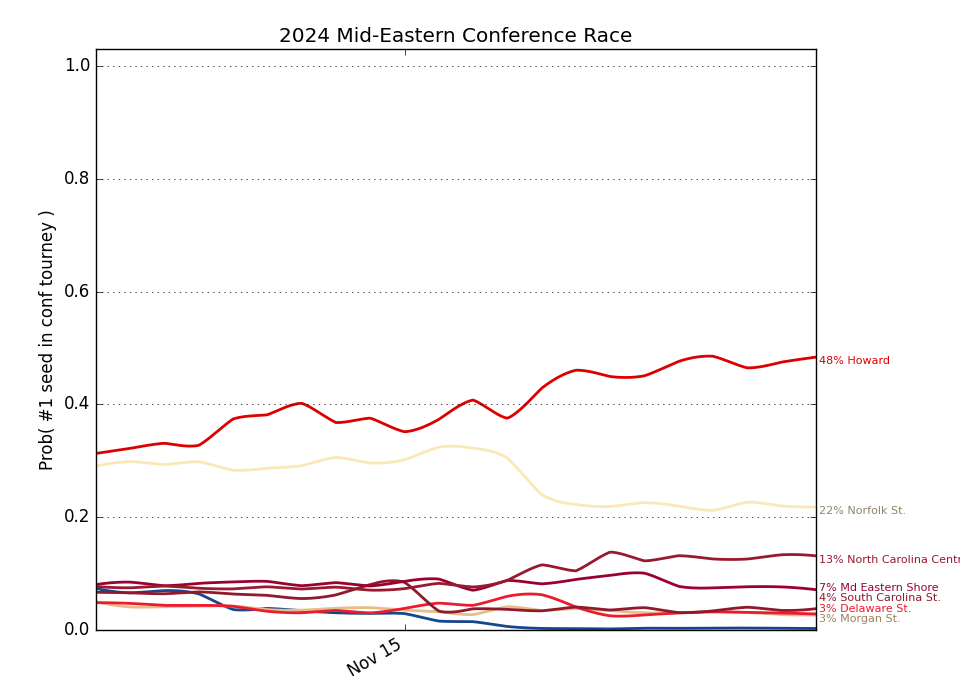 2024 Mid-Eastern Conference Race
1.0
0.8
0.6
0.4
0.2
0.0
Prob( #1 seed in conf tourney )
Nov 15
48% Howard
22% Norfolk St.
13% North Carolina Centr
7% Md Eastern Shore
4% South Carolina St.
3% Delaware St.
3% Morgan St.